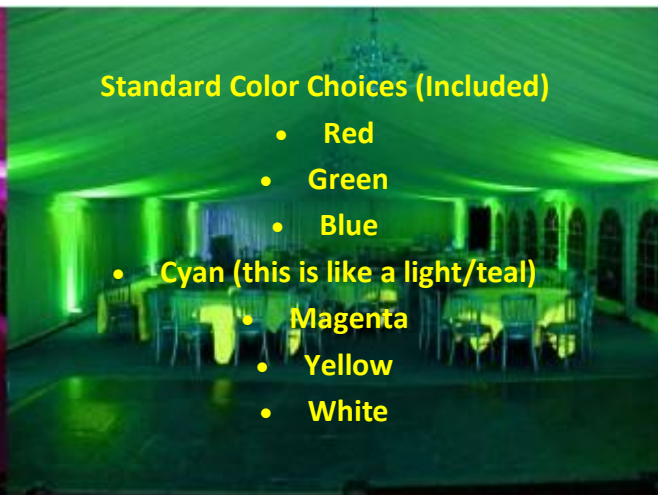 Standard Color Choices (Included)
• Red
• Green
• Blue
• Cyan (this is like a light/teal)
• Magenta
• Yellow
• White